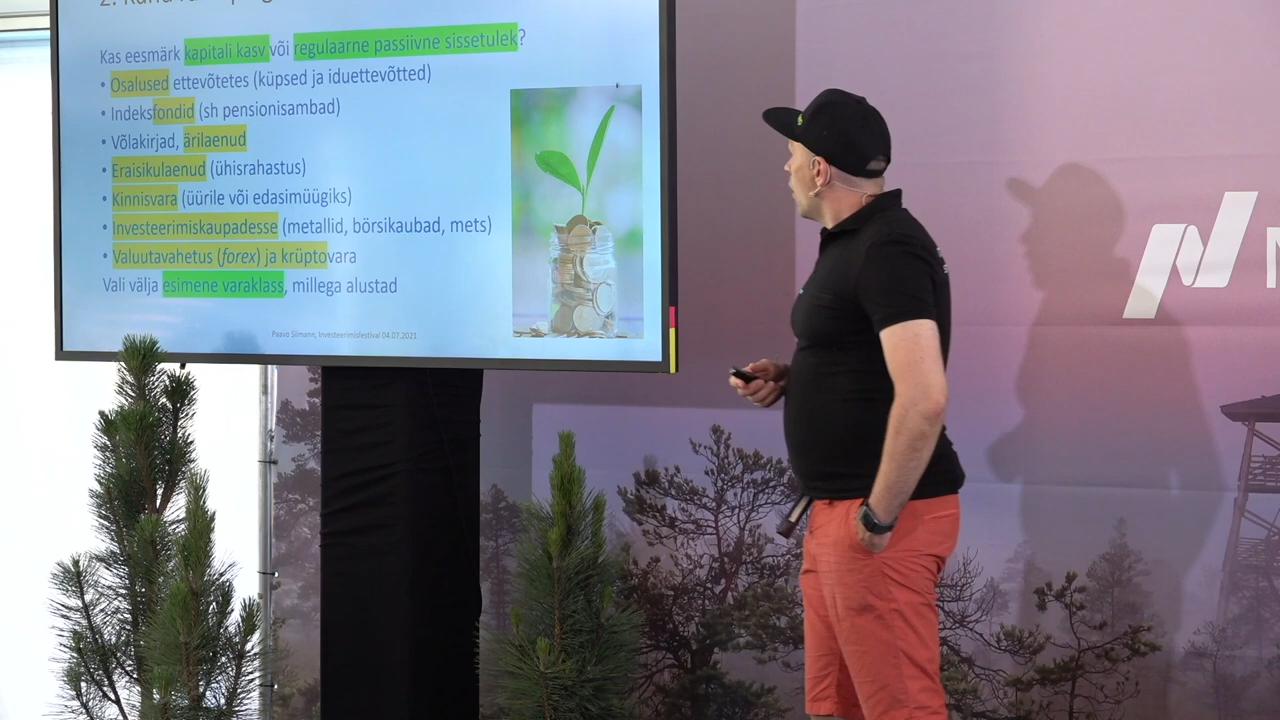 Kas eesmärk kapitali kasv või regulaarne passiivne sissetulek?
• Osalused ettevõtetes (küpsed ja iduettevõtted)
• Indeksfondid (sh pensionisambad)
• Võlakirjad, ärilaenud
• Eraisikulaenud (ühisrahastus)
• Kinnisvara (üürile või edasimüügiks)
• Investeerimiskaupadesse (metallid, börsikaubad, mets)
• Valuutavahetus (forex) ja krüptovara
Vali välja esimene varaklass, millega alustad
Paavo Siimann, Investeerimisfestival 04.07.2021